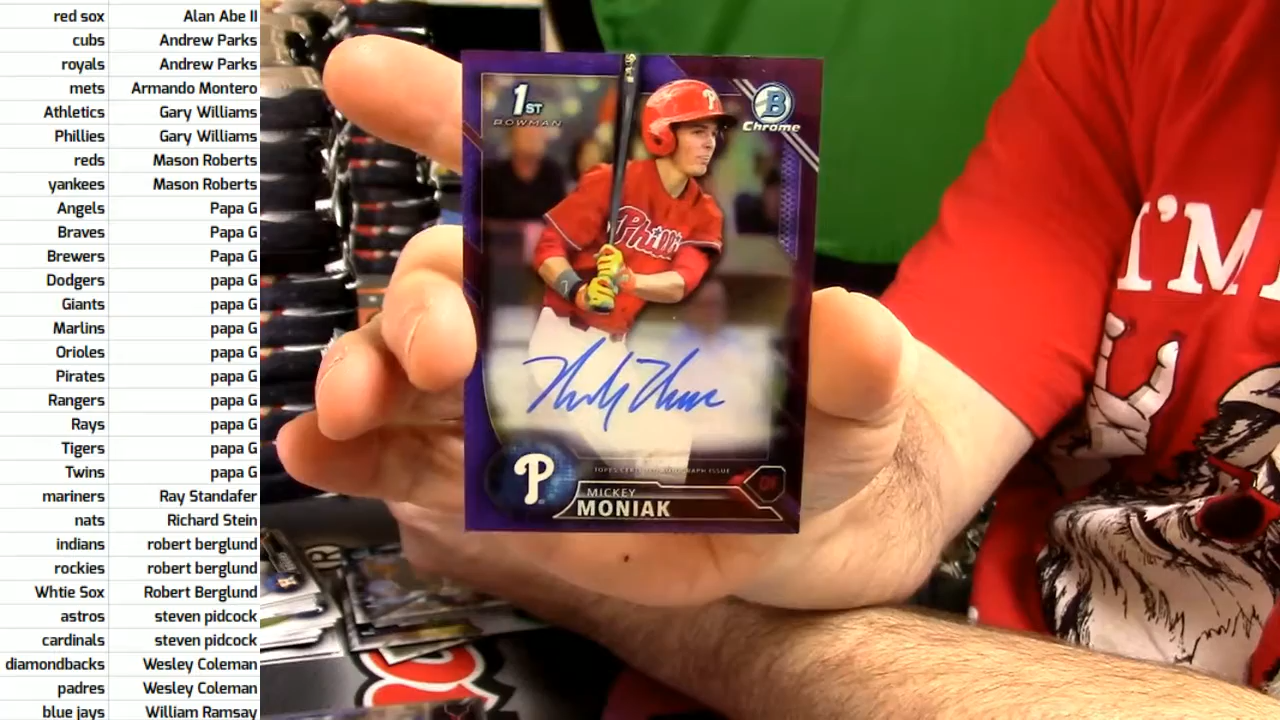 red sox Alan Abe II
cubs Andrew Parks
royals Andrew Parks
mets Armando Montero
Athletics Gary Williams
Phillies Gary Williams
reds Mason Roberts
yankees Mason Roberts
Angels Papa G
Braves Papa G
Brewers Papa G
Dodgers papa G
Giants papa G
Marlins papa G
Orioles papa G
Pirates papa G
Rangers papa G
Rays papa G
Tigers papa G
Twins papa G
mariners Ray Standafer
nats Richard Stein
indians robert berglund
rockies robert berglund
Whtie Sox Robert Berglund
astros steven pidcock
cardinals steven pidcock
diamondbacks Wesley Coleman
padres Wesley Coleman
blue jays William Ramsay
1ST
BOWMAN
B
Chrome
P
Phillies
P
TOPPS CERTIFIED AUTOGRAPH ISSUE
MICKEY
MONIAK
OF
I'M